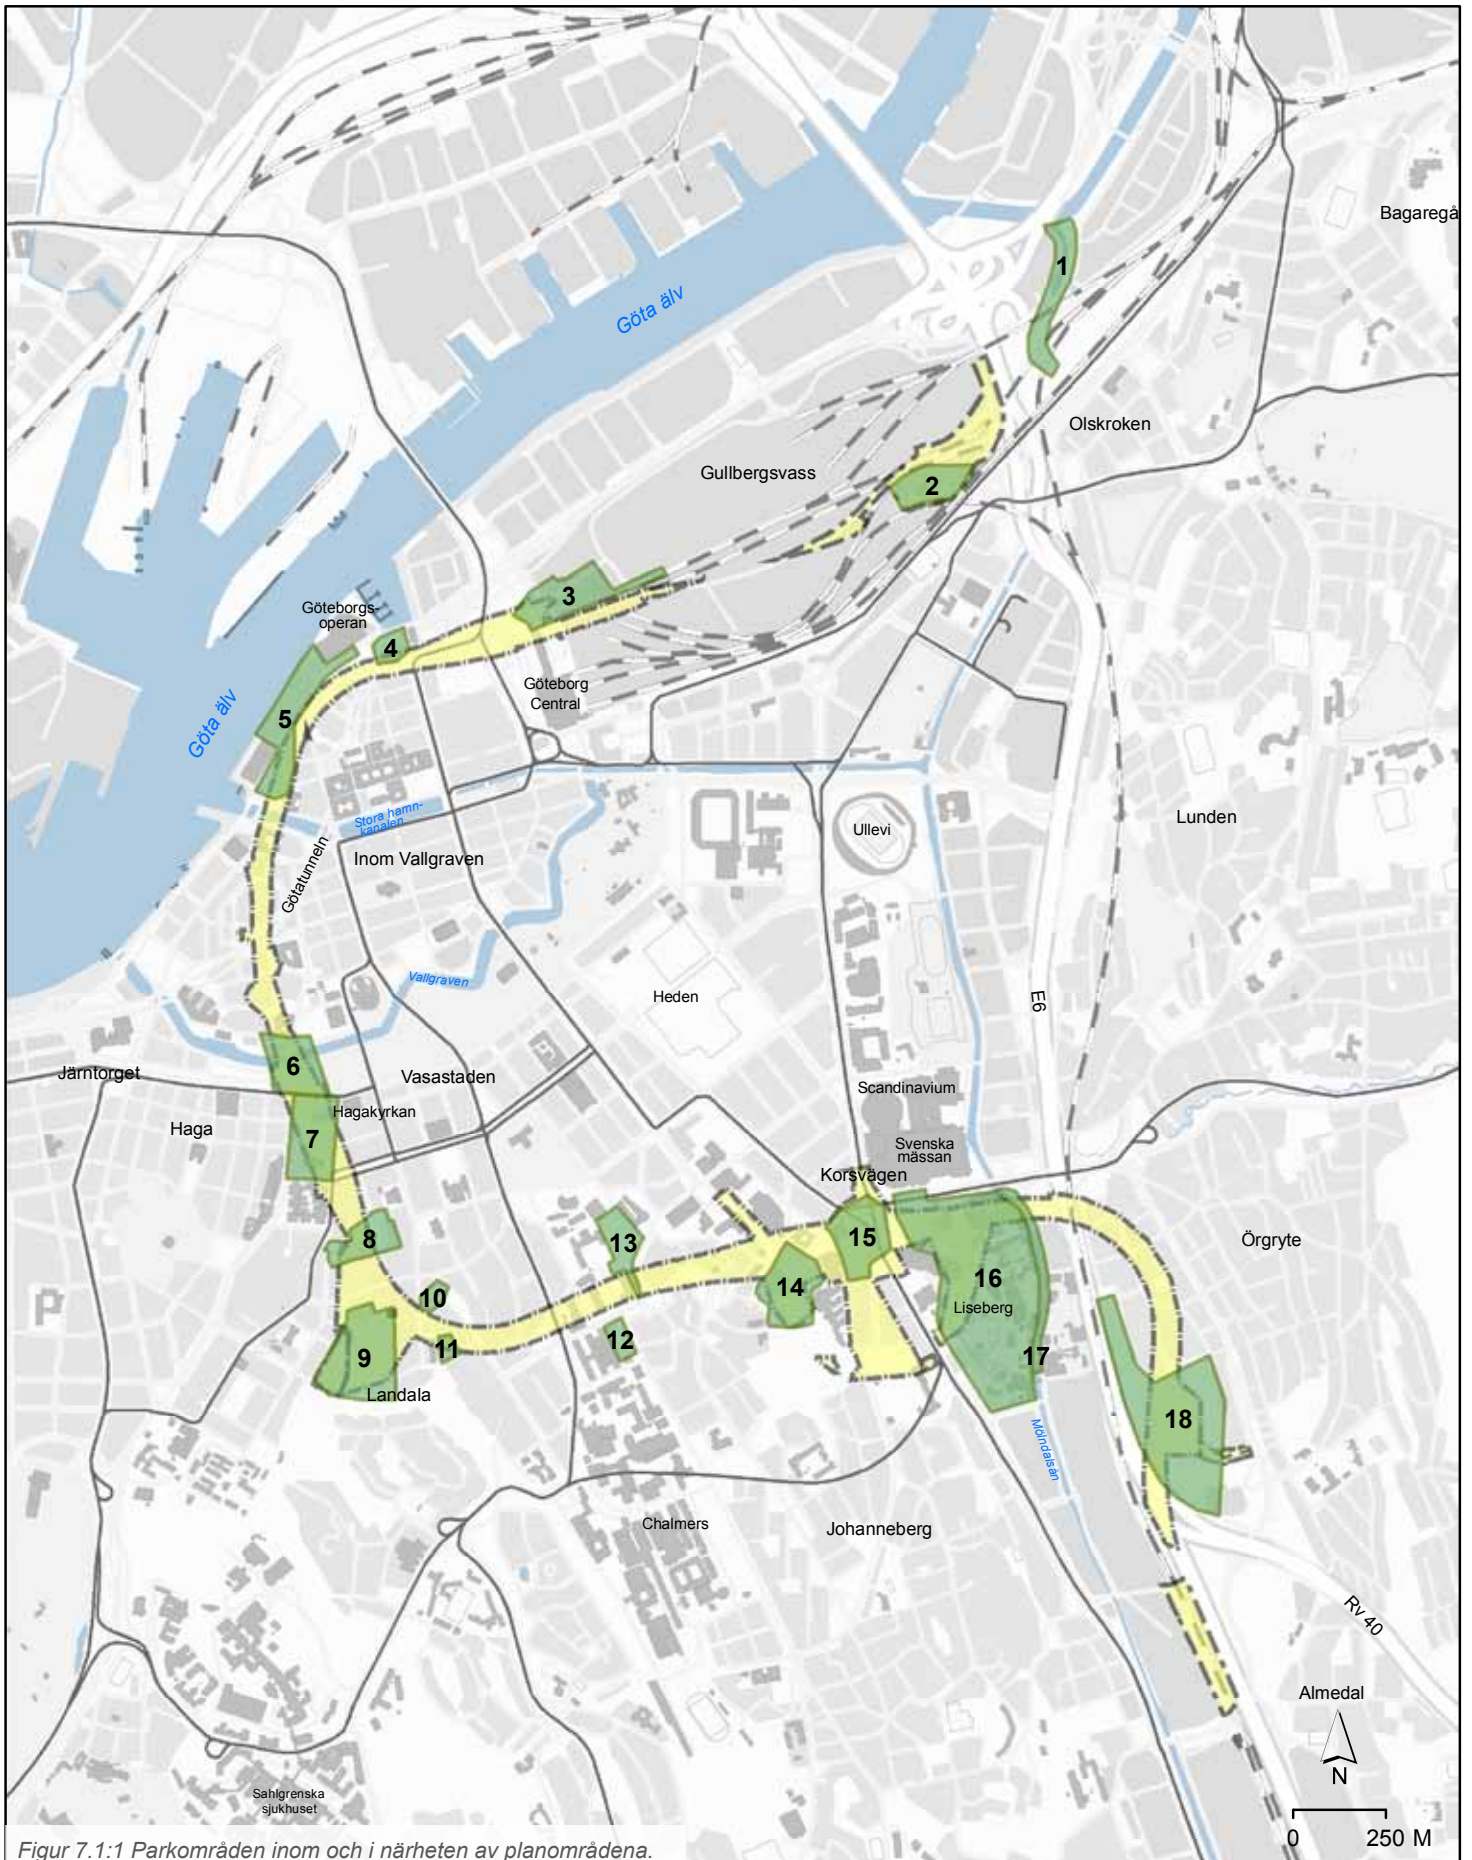 Bagaregå
1
Göta älv
Olskroken
Gullbergsvass
2
3
Göteborgs-
operan
4
Göteborg
Central
5
Göta älv
Stora hamn-
kanalen
Ullevi
Lunden
Inom Vallgraven
Götatunneln
Vallgraven
Heden
E6
6
Järntorget
Vasastaden
Scandinavium
Hagakyrkan
Haga
7
Svenska
mässan
Korsvägen
8
13
15
Örgryte
14
16
10
Liseberg
12
11
9
17
Landala
18
Mölndalsån
Chalmers
Johanneberg
Rv 40
Almedal
N
Sahlgrenska
sjukhuset
0 250 M
Figur 7.1:1 Parkområden inom och i närheten av planområdena.